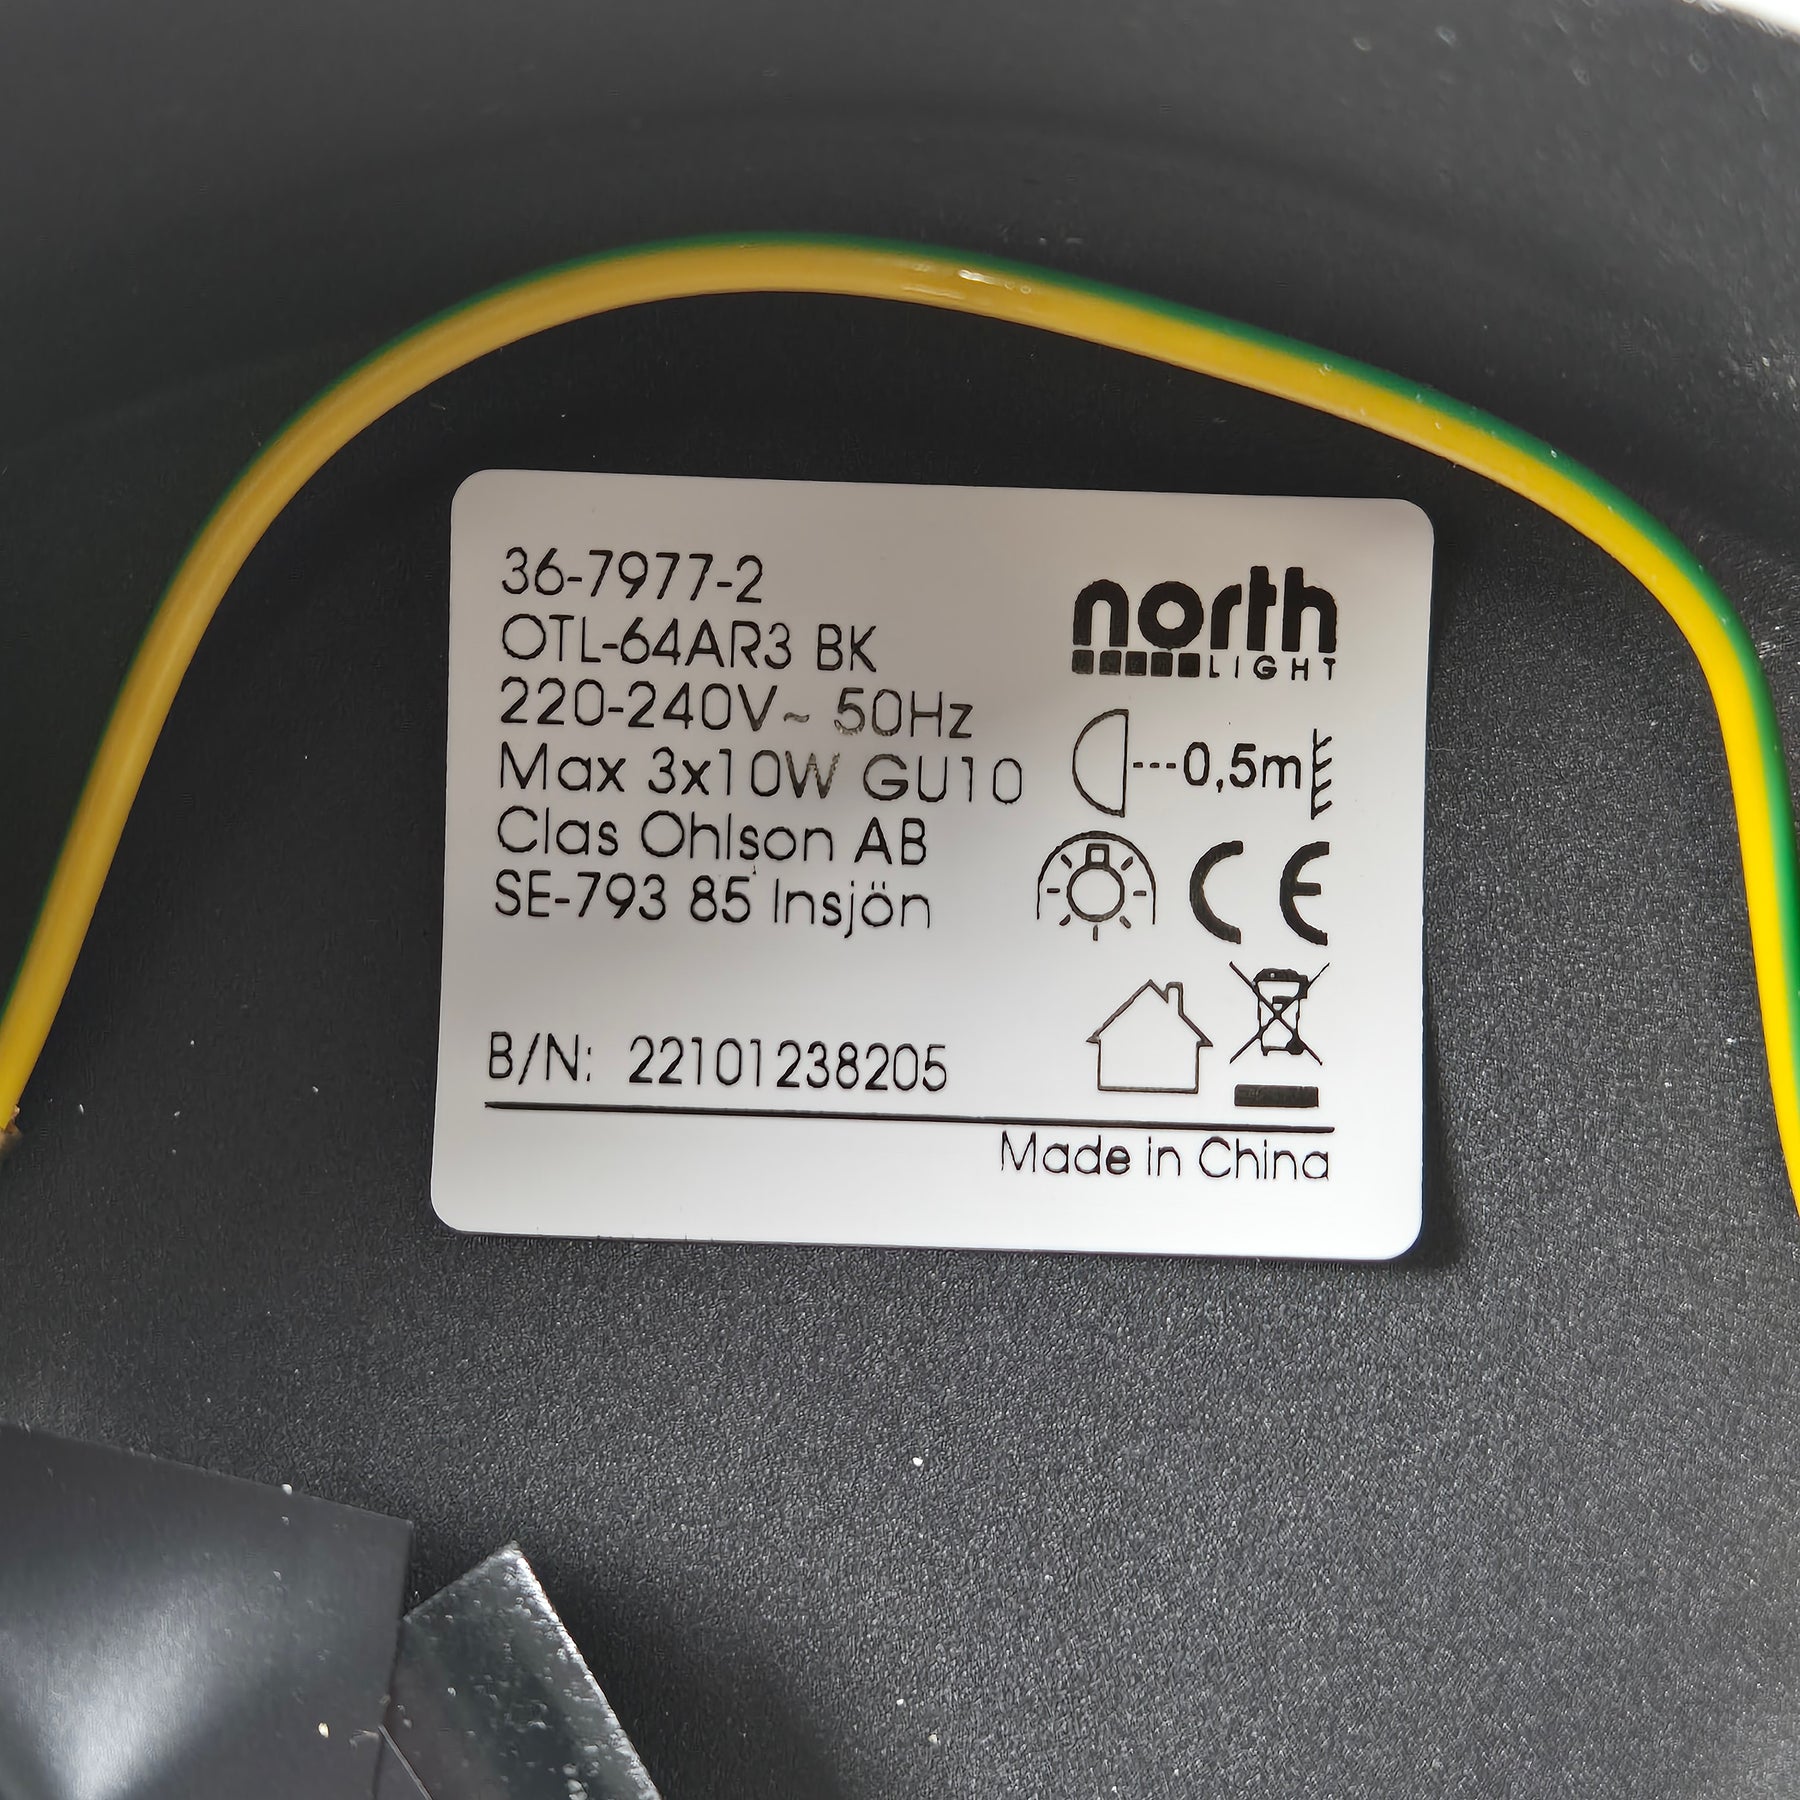 36-7977-2
OTL-64AR3 BK
220-240V~ 50Hz
Max 3x10W GU10
Clas Ohlson AB
SE-793 85 Insjön
north
LIGHT
0,5m
CE
B/N: 22101238205
Made in China